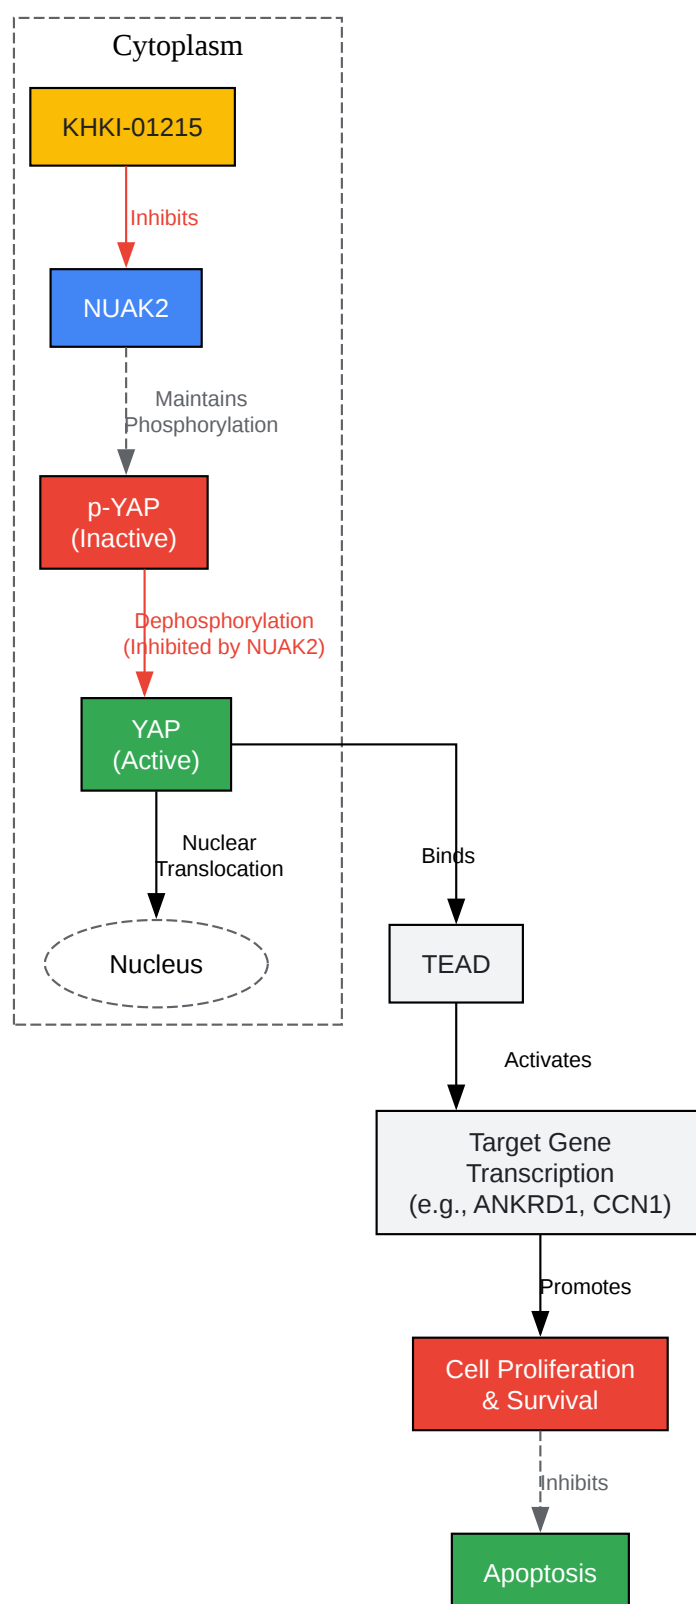 Cytoplasm
KHKI-01215
Inhibits
NUAK2
Maintains
Phosphorylation
p-YAP
(Inactive)
Dephosphorylation
(Inhibited by NUAK2)
YAP
(Active)
Nuclear
Translocation
Binds
Nucleus
TEAD
Activates
Target Gene
Transcription
(e.g., ANKRD1, CCN1)
Promotes
Cell Proliferation
& Survival
Inhibits
Apoptosis